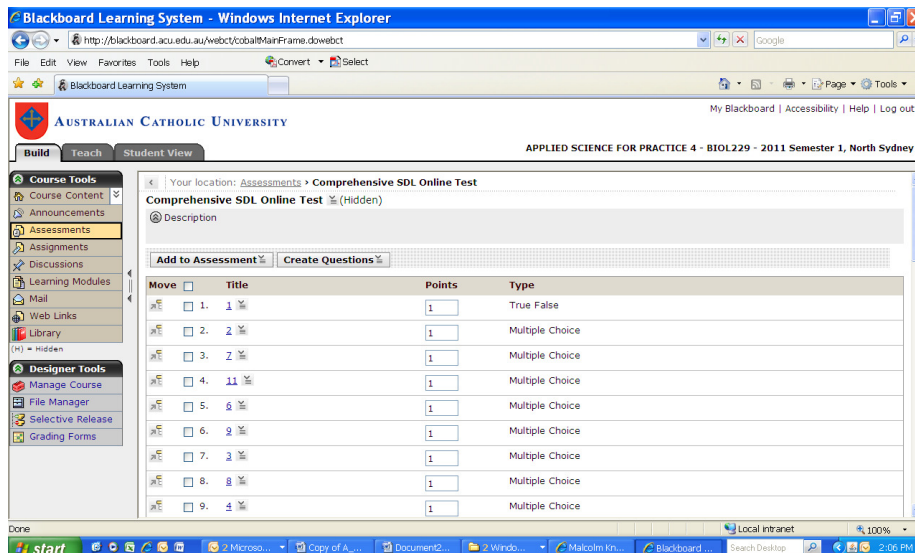 Blackboard Learning System - Windows Internet Explorer
http://blackboard.acu.edu.au/webct/cobaltMainFrame.dowebct
Google
File Edit View Favorites Tools Help Convert Select
Blackboard Learning System Page Tools
My Blackboard | Accessibility | Help | Log out
AUSTRALIAN CATHOLIC UNIVERSITY
Build Teach Student View APPLIED SCIENCE FOR PRACTICE 4 - BIOL229 - 2011 Semester 1, North Sydney
Course Tools
Course Content
Announcements
Assessments
Assignments
Discussions
Learning Modules
Mail
Web Links
Library
(H) = Hidden
Designer Tools
Manage Course
File Manager
Selective Release
Grading Forms
Your location: Assessments › Comprehensive SDL Online Test
Comprehensive SDL Online Test (Hidden)
Description
Add to Assessment Create Questions
Move Title Points Type
1. 1 1 True False
2. 2 1 Multiple Choice
3. 7 1 Multiple Choice
4. 11 1 Multiple Choice
5. 6 1 Multiple Choice
6. 9 1 Multiple Choice
7. 3 1 Multiple Choice
8. 8 1 Multiple Choice
9. 4 1 Multiple Choice
Done Local intranet 100%
start 2 Microso... Copy of A_... Document2... 2 Windo... Malcolm Kn... Blackboard ... Search Desktop 2:06 PM